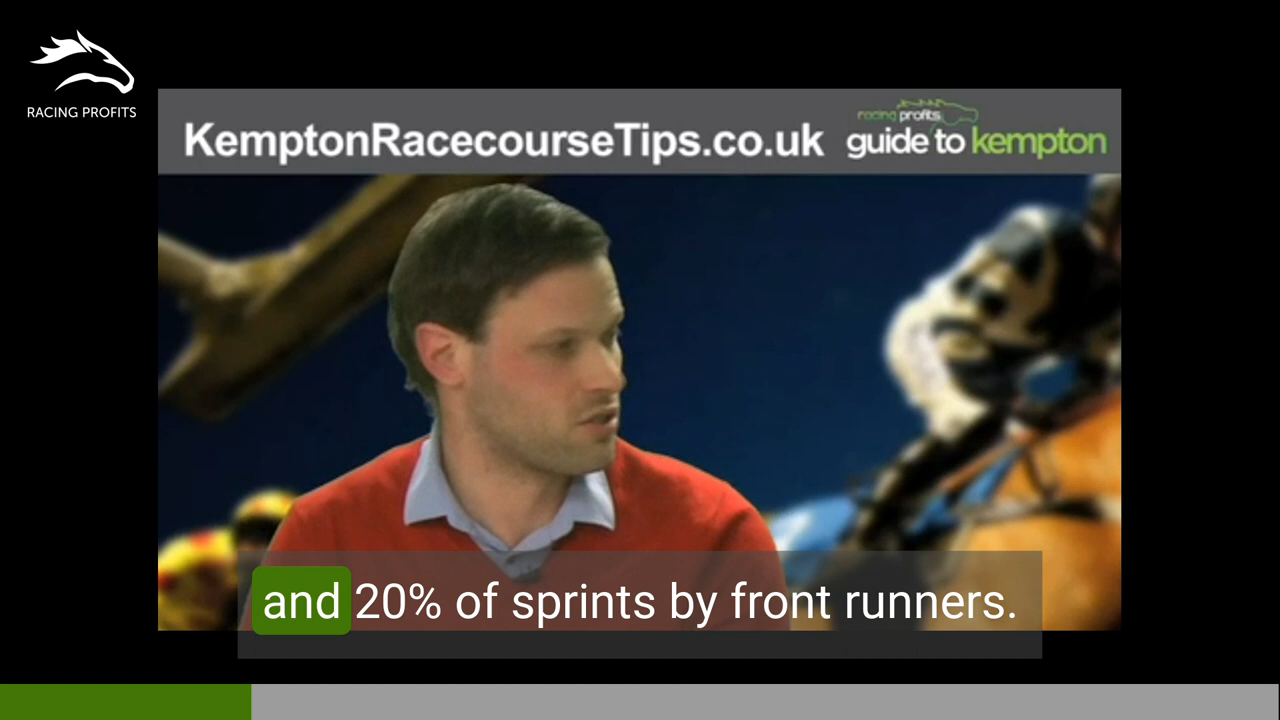 RACING PROFITS
KemptonRacecourseTips.co.uk
racing profits
guide to kempton
and 20% of sprints by front runners.